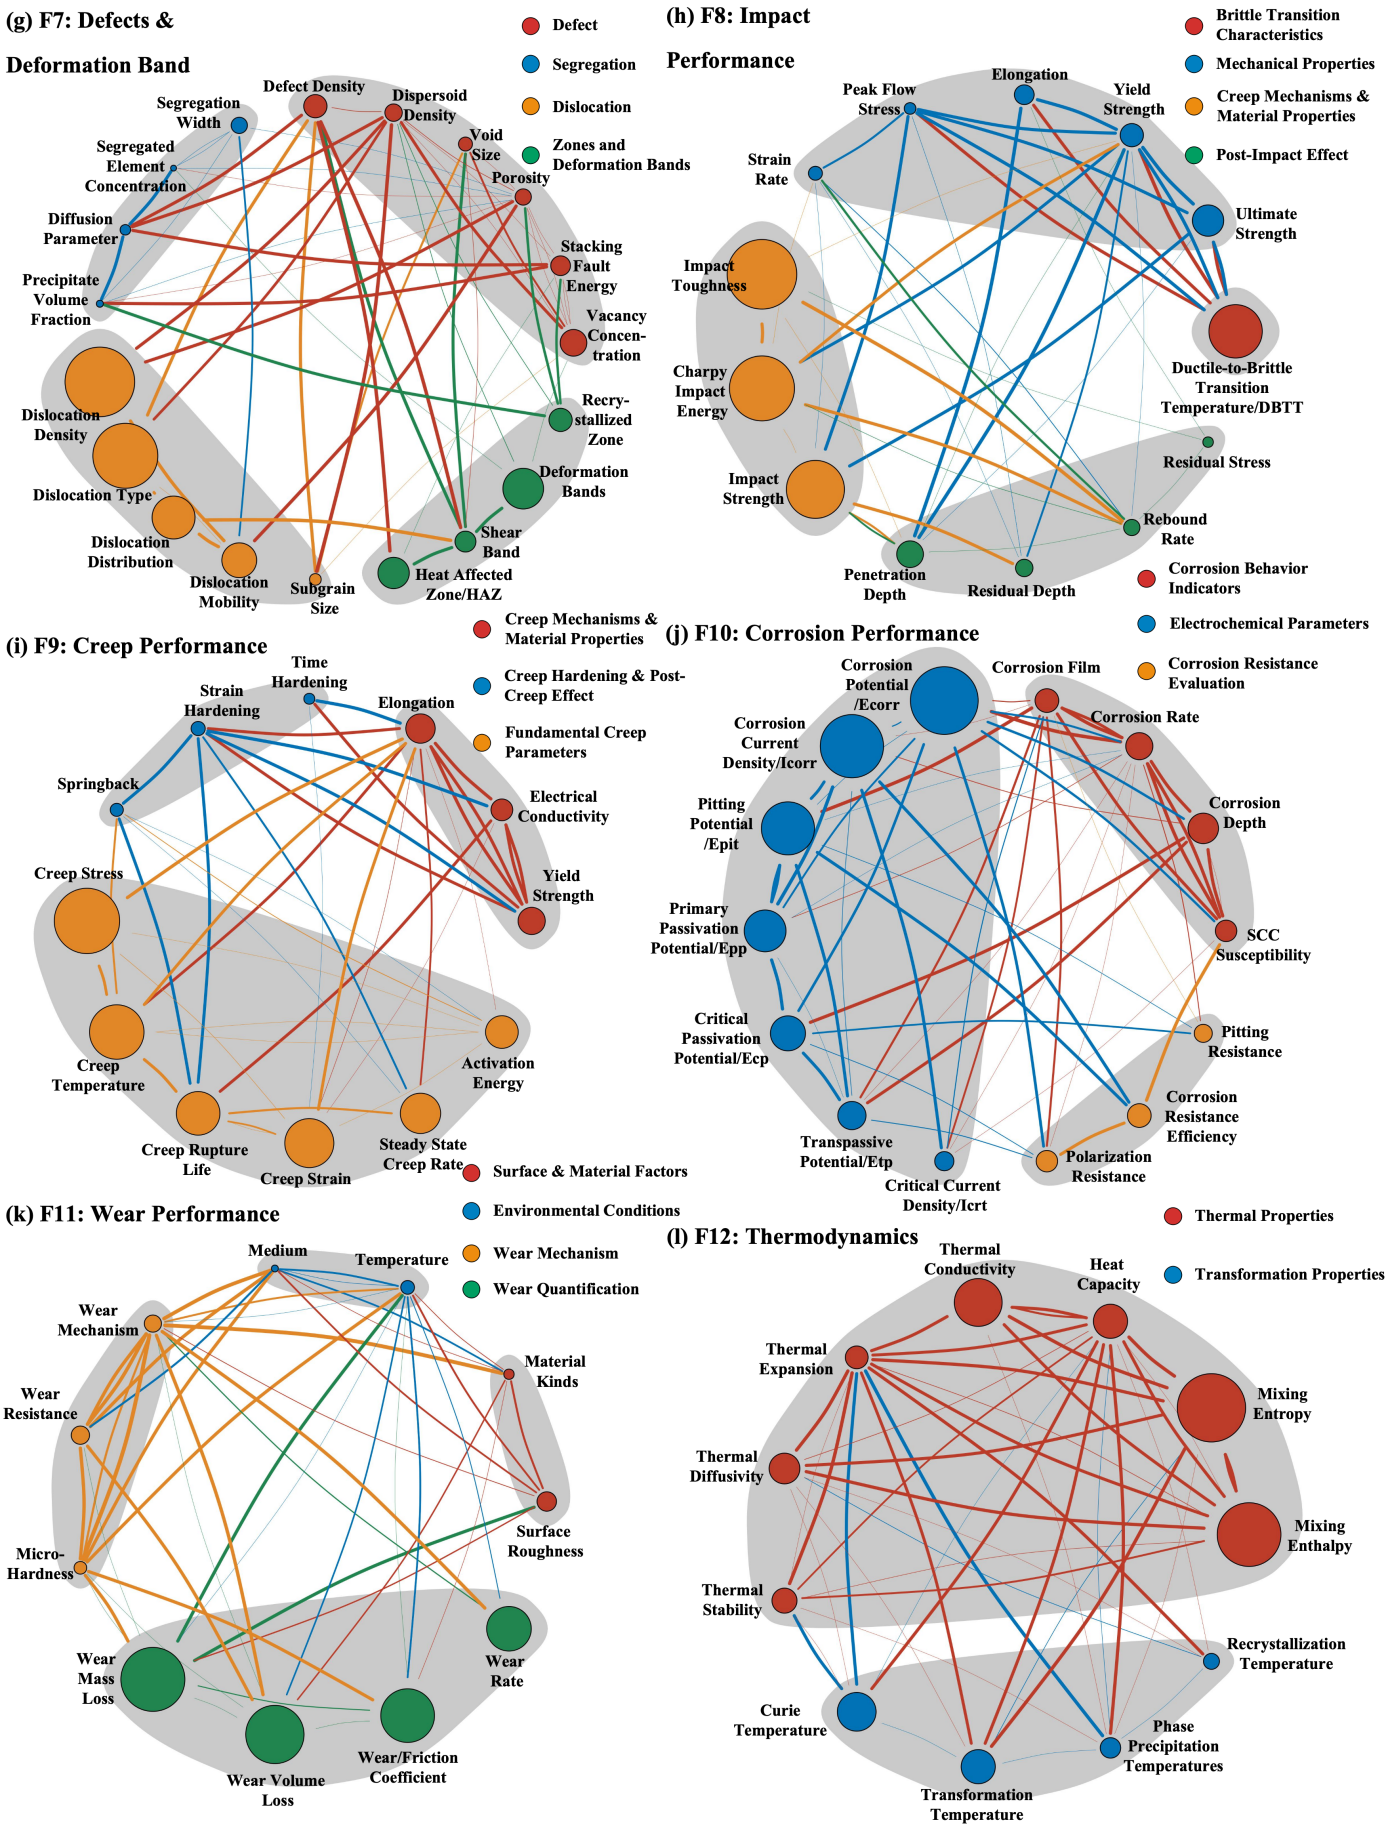 (g) F7: Defects &
Deformation Band
Defect
Segregation
Dislocation
Zones and
Deformation Bands
Segregation
Width
Defect Density
Dispersoid
Density
Void
Size
Porosity
Segregated
Element
Concentration
Diffusion
Parameter
Precipitate
Volume
Fraction
Stacking
Fault
Energy
Vacancy
Concen-
tration
Recry-
stallized
Zone
Deformation
Bands
Shear
Band
Heat Affected
Zone/HAZ
Subgrain
Size
Dislocation
Mobility
Dislocation
Distribution
Dislocation Type
Dislocation
Density
(h) F8: Impact
Performance
Brittle Transition
Characteristics
Mechanical Properties
Creep Mechanisms &
Material Properties
Post-Impact Effect
Peak Flow
Stress
Elongation
Yield
Strength
Strain
Rate
Ultimate
Strength
Impact
Toughness
Charpy
Impact
Energy
Impact
Strength
Ductile-to-Brittle
Transition
Temperature/DBTT
Residual Stress
Rebound
Rate
Residual Depth
Penetration
Depth
(i) F9: Creep Performance
Creep Mechanisms &
Material Properties
Creep Hardening & Post-
Creep Effect
Fundamental Creep
Parameters
Time
Hardening
Strain
Hardening
Elongation
Springback
Electrical
Conductivity
Yield
Strength
Creep Stress
Creep
Temperature
Creep Rupture
Life
Creep Strain
Steady State
Creep Rate
Activation
Energy
(j) F10: Corrosion Performance
Corrosion Behavior
Indicators
Electrochemical Parameters
Corrosion Resistance
Evaluation
Corrosion
Potential
/Ecorr
Corrosion Film
Corrosion Rate
Corrosion
Current
Density/Icorr
Pitting
Potential
/Epit
Corrosion
Depth
Primary
Passivation
Potential/Epp
SCC
Susceptibility
Critical
Passivation
Potential/Ecp
Pitting
Resistance
Transpassive
Potential/Etp
Critical Current
Density/Icrt
Polarization
Resistance
Corrosion
Resistance
Efficiency
(k) F11: Wear Performance
Surface & Material Factors
Environmental Conditions
Wear Mechanism
Wear Quantification
Medium
Temperature
Wear
Mechanism
Material
Kinds
Wear
Resistance
Surface
Roughness
Micro-
Hardness
Wear
Mass
Loss
Wear Volume
Loss
Wear/Friction
Coefficient
Wear
Rate
(l) F12: Thermodynamics
Thermal Properties
Transformation Properties
Thermal
Conductivity
Heat
Capacity
Thermal
Expansion
Mixing
Entropy
Thermal
Diffusivity
Mixing
Enthalpy
Thermal
Stability
Recrystallization
Temperature
Curie
Temperature
Phase
Precipitation
Temperatures
Transformation
Temperature